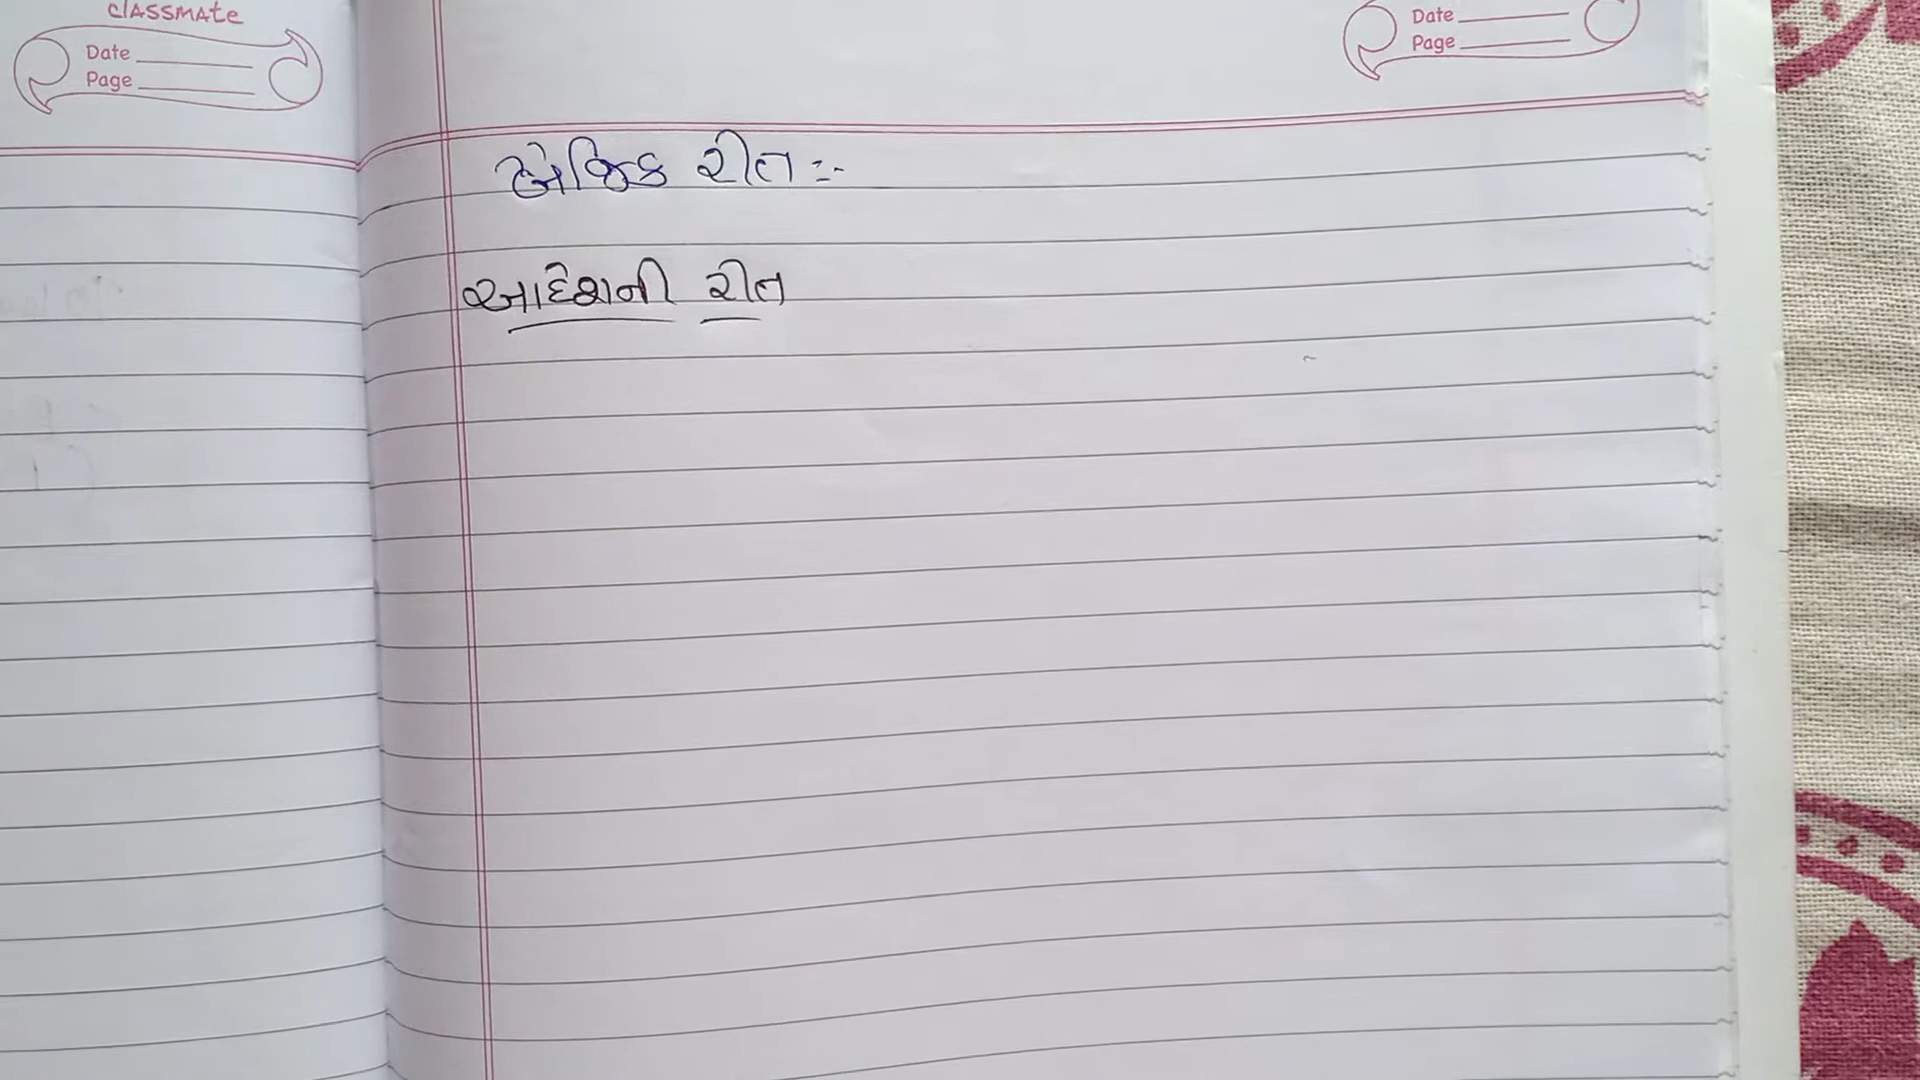 classmate
Date
Page
Date
Page
બૈજિક રીત :-
આદેશની રીત